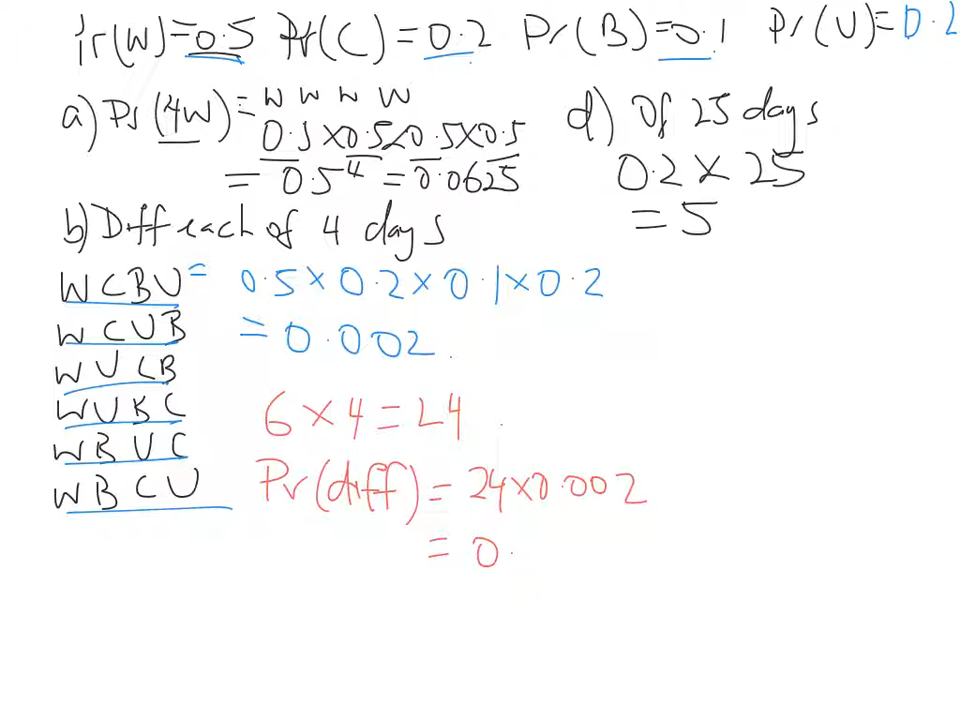 Pr(W)=0.5 Pr(C)=0.2 Pr(B)=0.1 Pr(U)=0.2
a) Pr(4W)= W W W W
0.5×0.5×0.5×0.5
= 0.5^4 = 0.0625
b) Diff each of 4 days
WCBU = 0.5×0.2×0.1×0.2
WCUB = 0.002
WUCB
WUBC 6×4=24
WBUC
WBCU Pr(diff) = 24×0.002
= 0.
d) Of 25 days
0.2 × 25
= 5